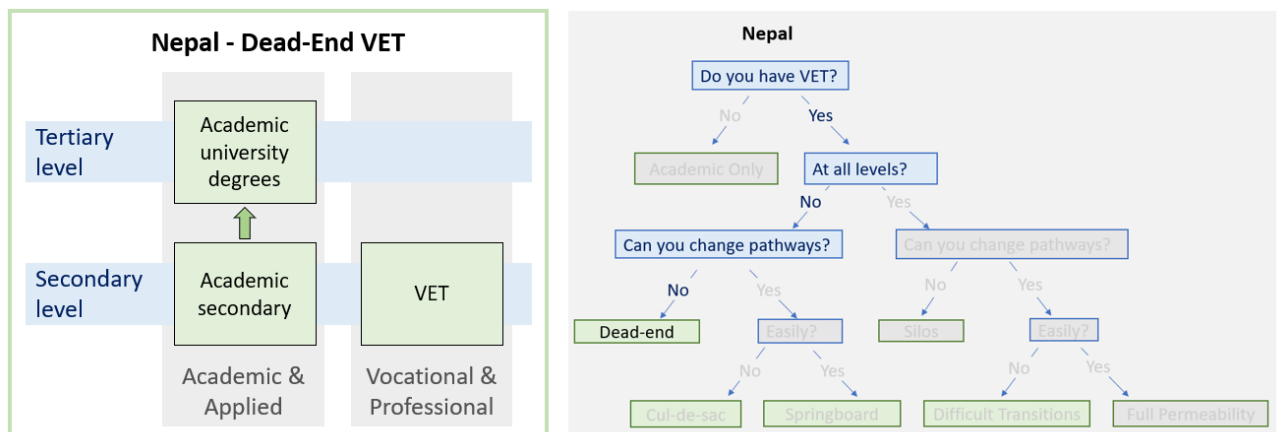 Nepal - Dead-End VET
Tertiary
level
Academic
university
degrees
Secondary
level
Academic
secondary
VET
Academic &
Applied
Vocational &
Professional
Nepal
Do you have VET?
No
Yes
Academic Only
At all levels?
No
Yes
Can you change pathways?
Can you change pathways?
No
Yes
No
Yes
Dead-end
Easily?
Silos
Easily?
No
Yes
No
Yes
Cul-de-sac
Springboard
Difficult Transitions
Full Permeability